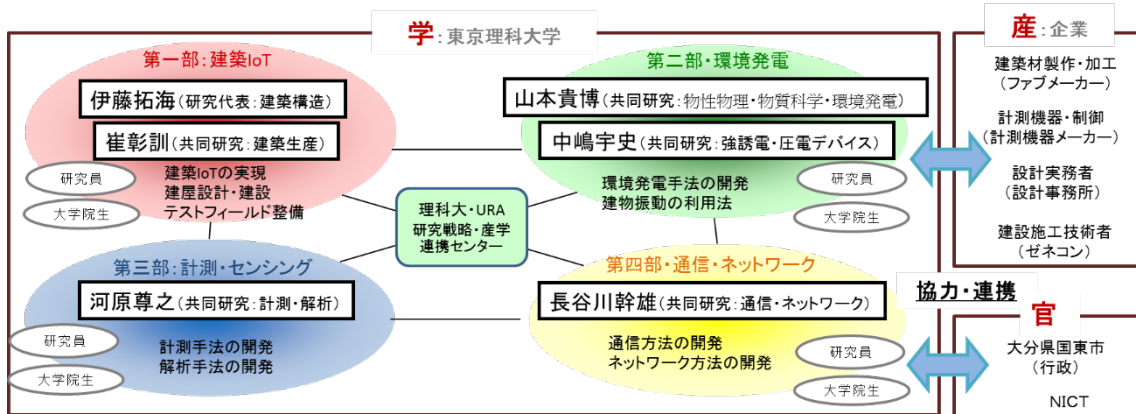 学:東京理科大学
第一部:建築IoT
伊藤拓海(研究代表:建築構造)
崔彰訓(共同研究:建築生産)
研究員
大学院生
建築IoTの実現
建屋設計・建設
テストフィールド整備
第二部・環境発電
山本貴博(共同研究:物性物理・物質科学・環境発電)
中嶋宇史(共同研究:強誘電・圧電デバイス)
環境発電手法の開発
建物振動の利用法
研究員
大学院生
理科大・URA
研究戦略・産学
連携センター
第三部:計測・センシング
河原尊之(共同研究:計測・解析)
研究員
大学院生
計測手法の開発
解析手法の開発
第四部・通信・ネットワーク
長谷川幹雄(共同研究:通信・ネットワーク)
通信方法の開発
ネットワーク方法の開発
研究員
大学院生
産:企業
建築材製作・加工
(ファブメーカー)
計測機器・制御
(計測機器メーカー)
設計実務者
(設計事務所)
建設施工技術者
(ゼネコン)
協力・連携
官
大分県国東市
(行政)
NICT